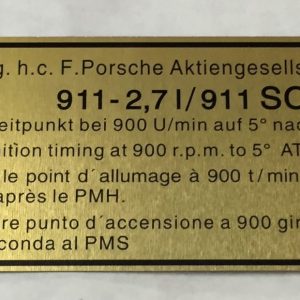 g. h.c. F.Porsche Aktiengesells
911-2,7 l/911 SC
eitpunkt bei 900 U/min auf 5° nac
nition timing at 900 r.p.m. to 5° AT
le point d´allumage à 900 t/min
après le PMH.
re punto d´accensione a 900 gir
conda al PMS